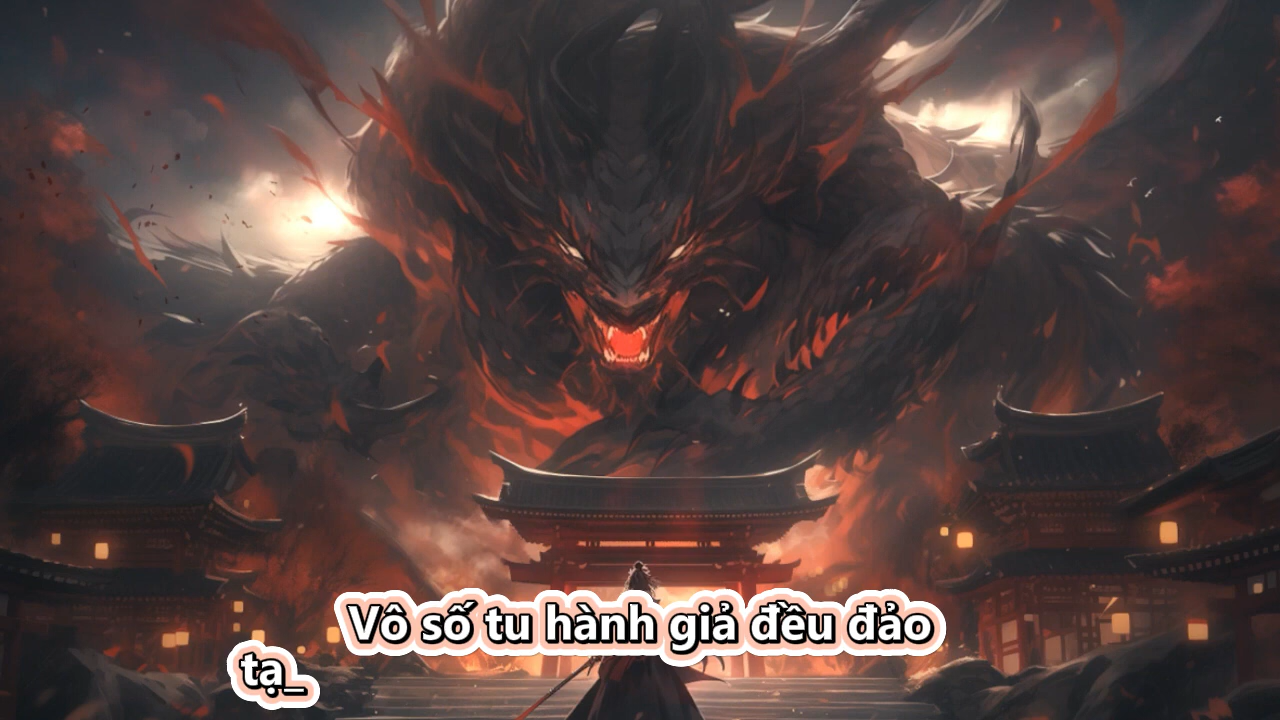 Vô số tu hành giả đều đảo
tạ_